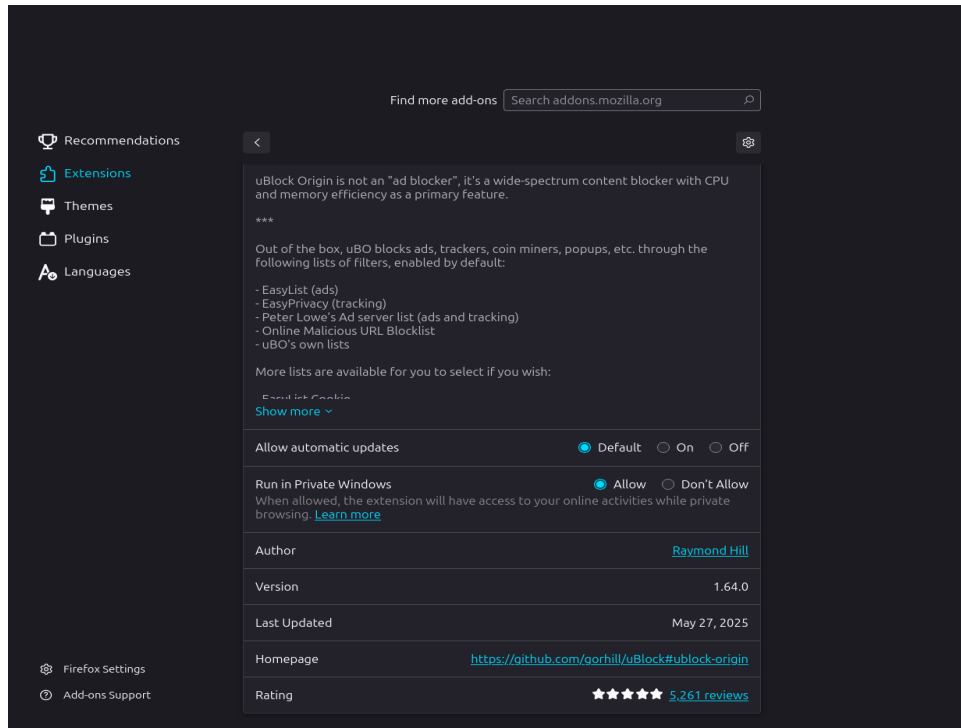 Find more add-ons
Search addons.mozilla.org
Recommendations
Extensions
Themes
Plugins
Languages
uBlock Origin is not an "ad blocker", it's a wide-spectrum content blocker with CPU
and memory efficiency as a primary feature.
***
Out of the box, uBO blocks ads, trackers, coin miners, popups, etc. through the
following lists of filters, enabled by default:
- EasyList (ads)
- EasyPrivacy (tracking)
- Peter Lowe's Ad server list (ads and tracking)
- Online Malicious URL Blocklist
- uBO's own lists
More lists are available for you to select if you wish:
- EasyList Cookie
Show more
Allow automatic updates Default On Off
Run in Private Windows Allow Don't Allow
When allowed, the extension will have access to your online activities while private
browsing. Learn more
Author Raymond Hill
Version 1.64.0
Last Updated May 27, 2025
Homepage https://github.com/gorhill/uBlock#ublock-origin
Rating 5,261 reviews
Firefox Settings
Add-ons Support